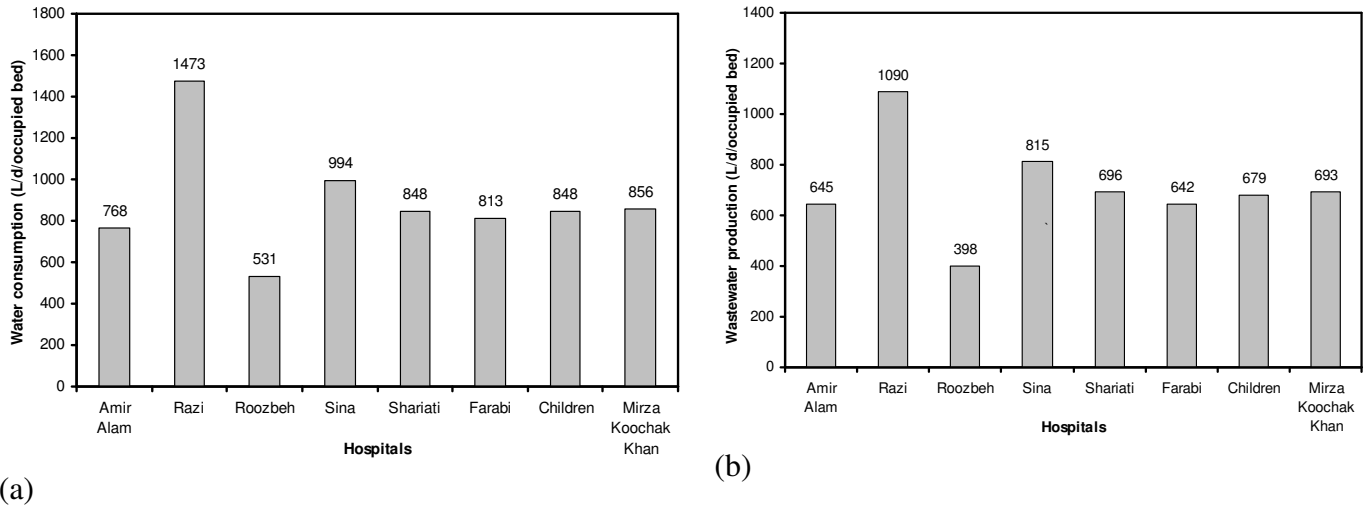 Water consumption (L/d/occupied bed)
1800
1600
1400
1200
1000
800
600
400
200
0
768
1473
531
994
848
813
848
856
Amir
Alam
Razi
Roozbeh
Sina
Shariati
Farabi
Children
Mirza
Koochak
Khan
Hospitals
(a)
Wastewater production (L/d/occupied bed)
1400
1200
1000
800
600
400
200
0
645
1090
398
815
696
642
679
693
Amir
Alam
Razi
Roozbeh
Sina
Shariati
Farabi
Children
Mirza
Koochak
Khan
Hospitals
(b)